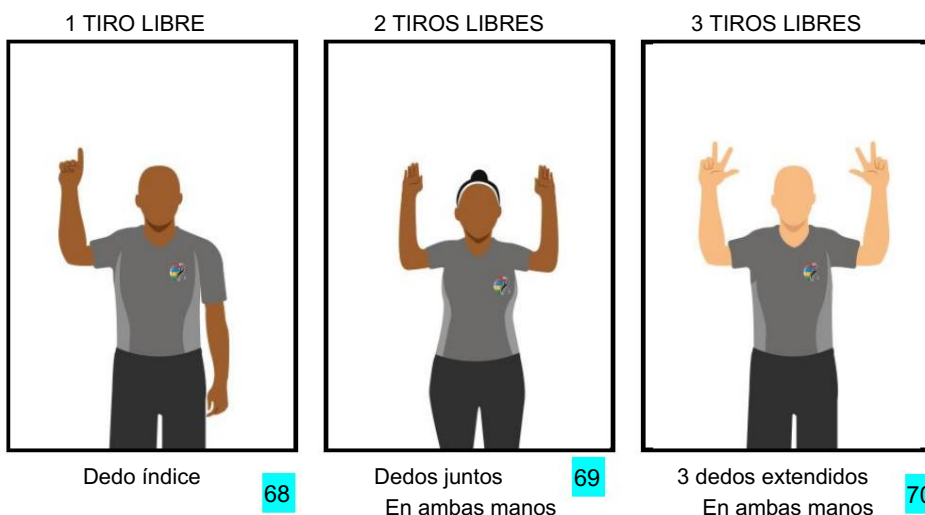 1 TIRO LIBRE
2 TIROS LIBRES
3 TIROS LIBRES
Dedo índice
68
Dedos juntos
En ambas manos
69
3 dedos extendidos
En ambas manos
70